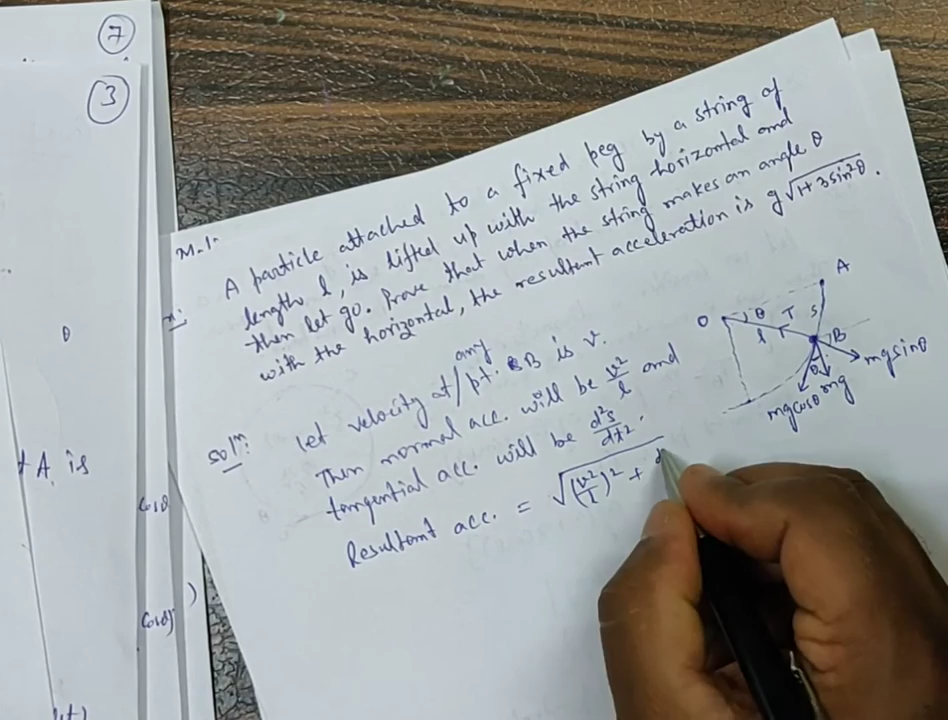 7
3
θ
t A, is
Cosθ
)
Cosθ)
M-1:
A particle attached to a fixed peg by a string of
length l, is lifted up with the string horizontal and
then let go. Prove that when the string makes an angle θ
with the horizontal, the resultant acceleration is g√1+3sin²θ.
Solⁿ: Let velocity at/any pt. B is v.
Then normal acc. will be v²/l and
tangential acc. will be d²s/dt².
Resultant acc. = √(v²/l)² +
A
O θ T S
l B
θ mg sinθ
mgcosθ mg